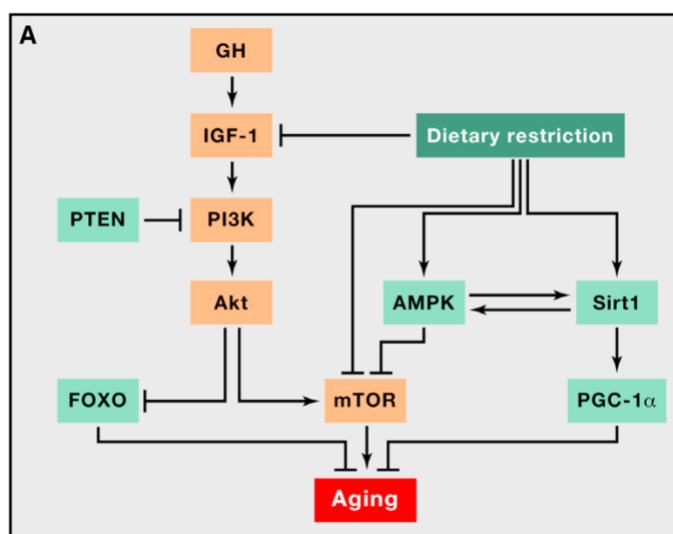 A
GH
IGF-1
Dietary restriction
PTEN
PI3K
Akt
AMPK
Sirt1
FOXO
mTOR
PGC-1α
Aging